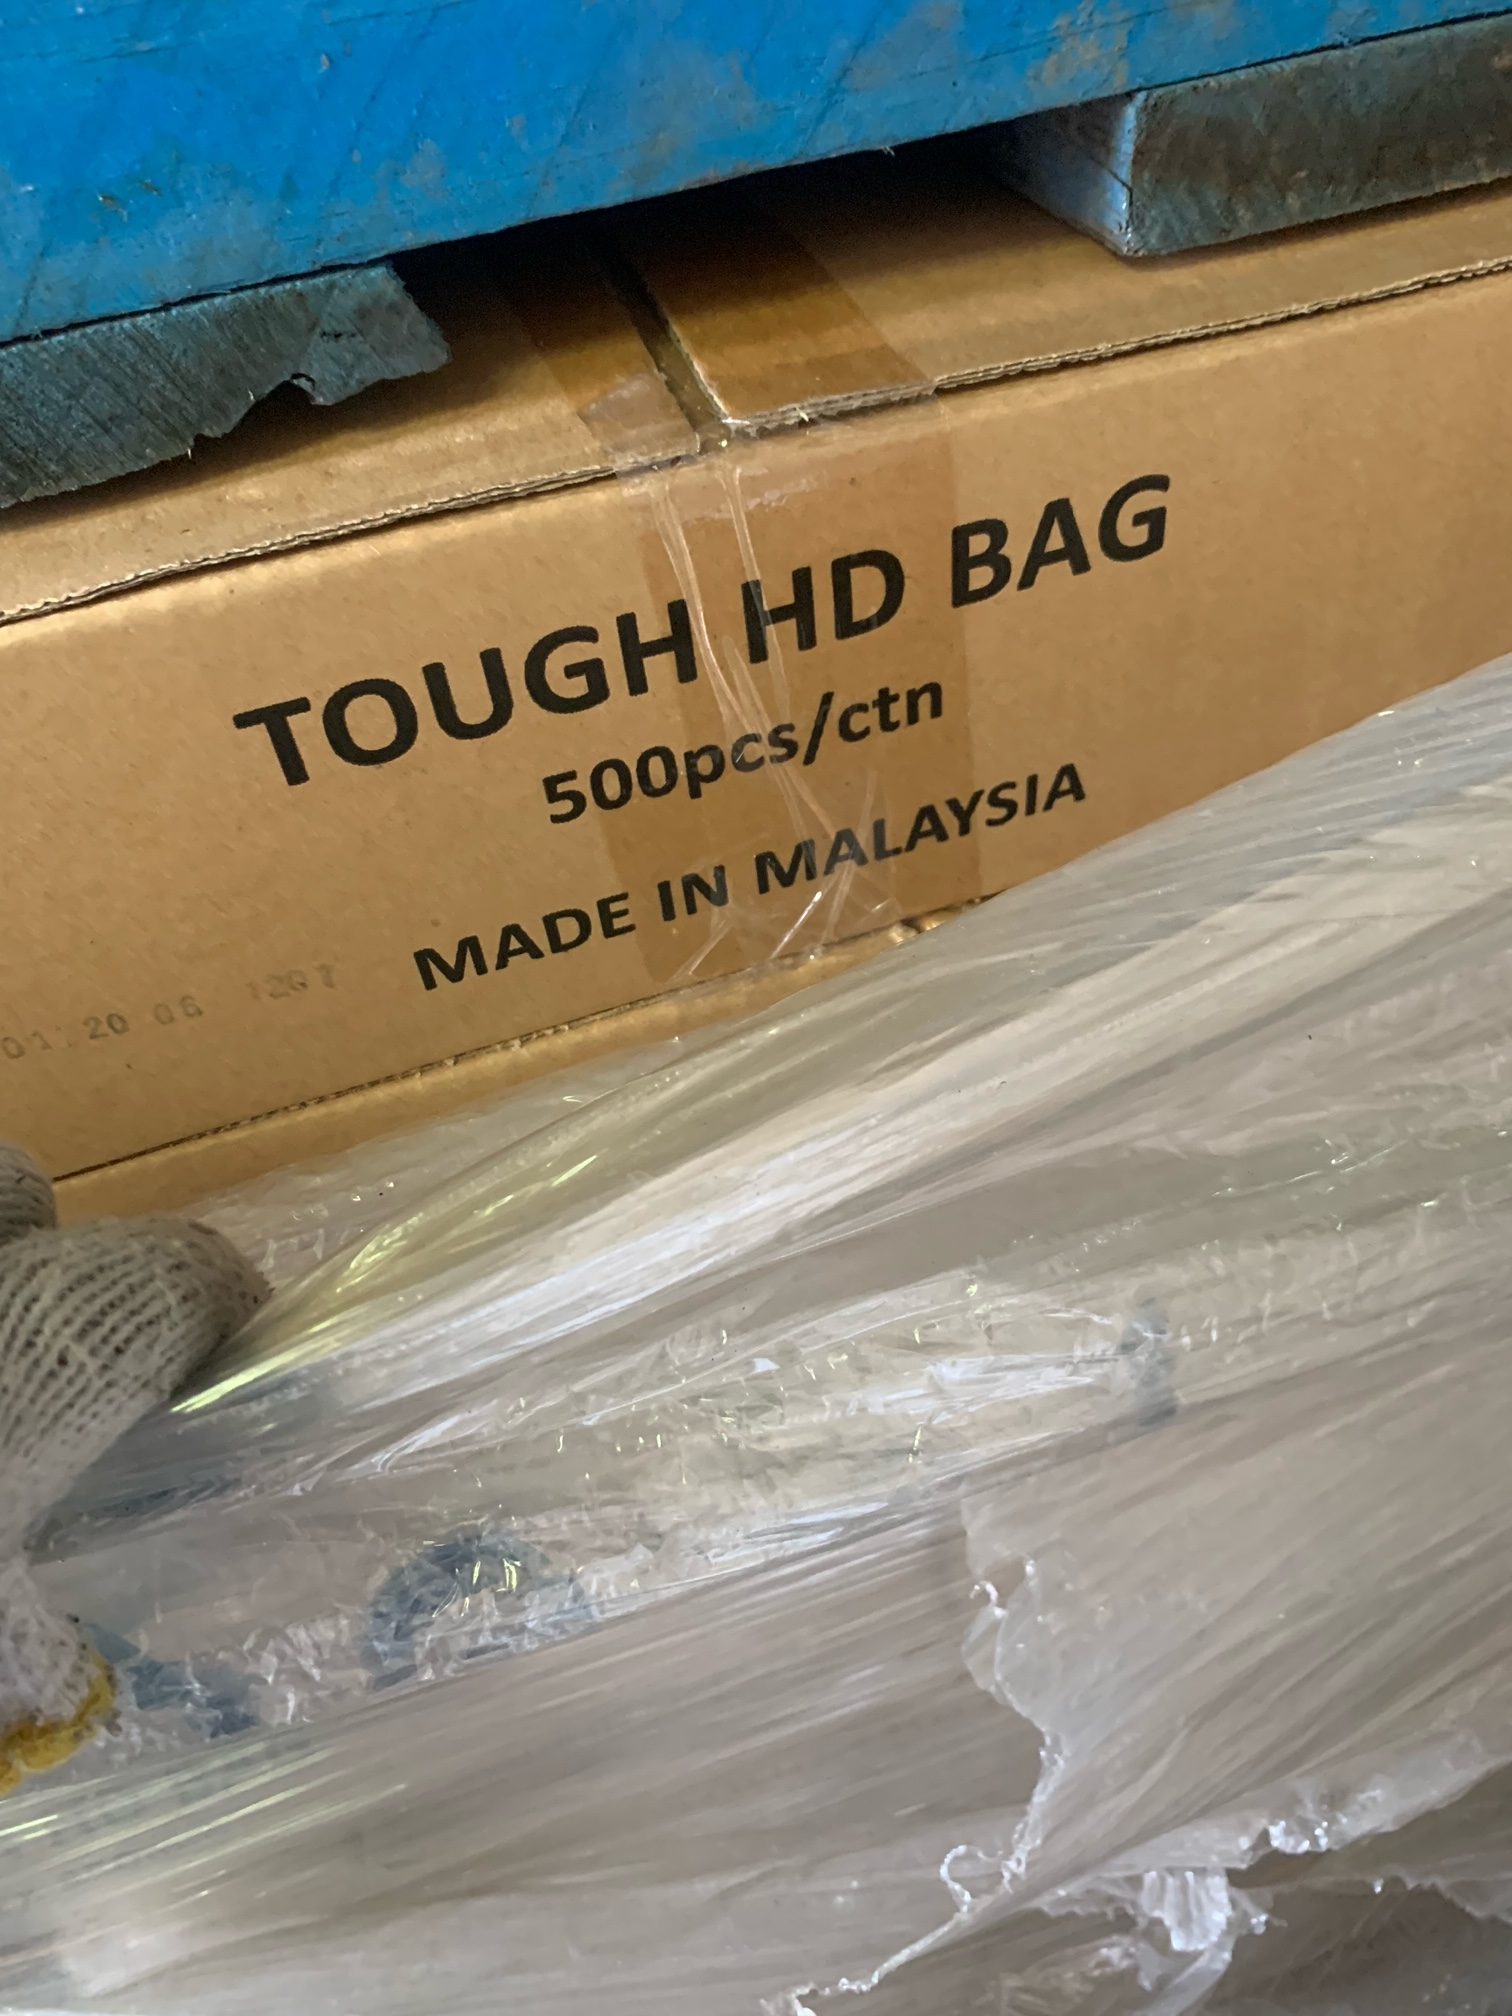 TOUGH HD BAG
500pcs/ctn
MADE IN MALAYSIA